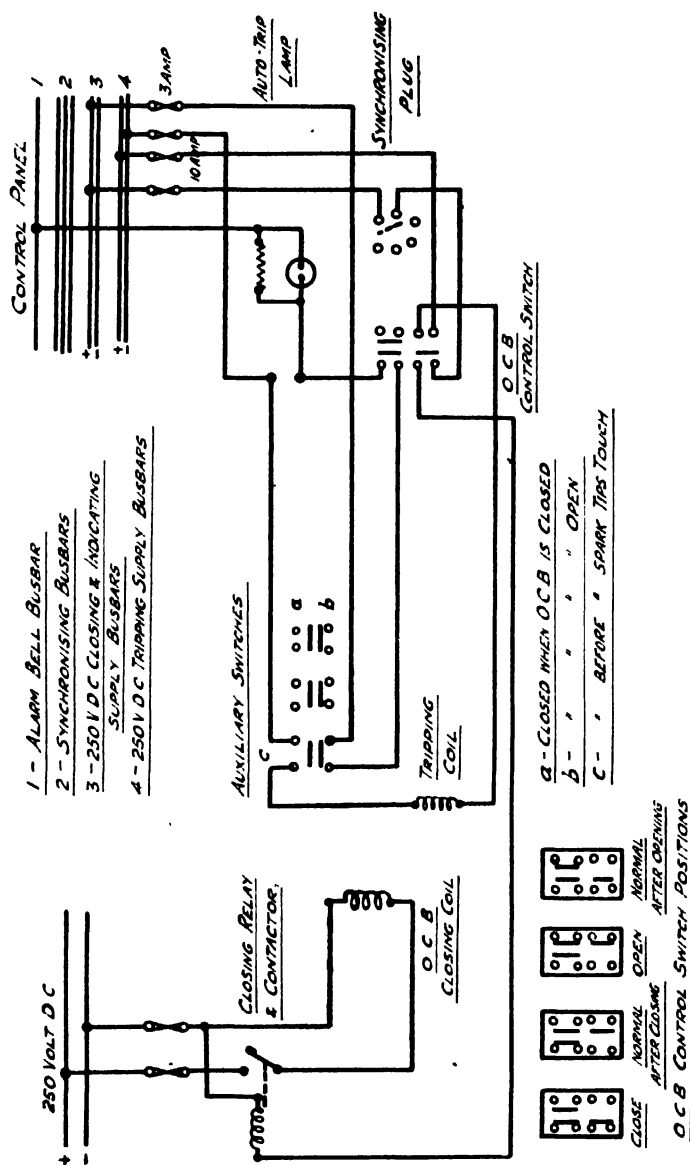 CONTROL PANEL
1
2
3
4
+
-
+
-
3 AMP
10 AMP
AUTO-TRIP
LAMP
SYNCHRONISING
PLUG
O C B
CONTROL SWITCH
1 - ALARM BELL BUSBAR
2 - SYNCHRONISING BUSBARS
3 - 250 V D C CLOSING & INDICATING
SUPPLY BUSBARS
4 - 250 V D C TRIPPING SUPPLY BUSBARS
AUXILIARY SWITCHES
a
b
c
TRIPPING
COIL
a - CLOSED WHEN O C B IS CLOSED
b - " " " " OPEN
c - " BEFORE " SPARK TIPS TOUCH
250 VOLT D C
+
-
CLOSING RELAY
& CONTACTOR,
O C B
CLOSING COIL
CLOSE
NORMAL
AFTER CLOSING
OPEN
NORMAL
AFTER OPENING
O C B CONTROL SWITCH POSITIONS